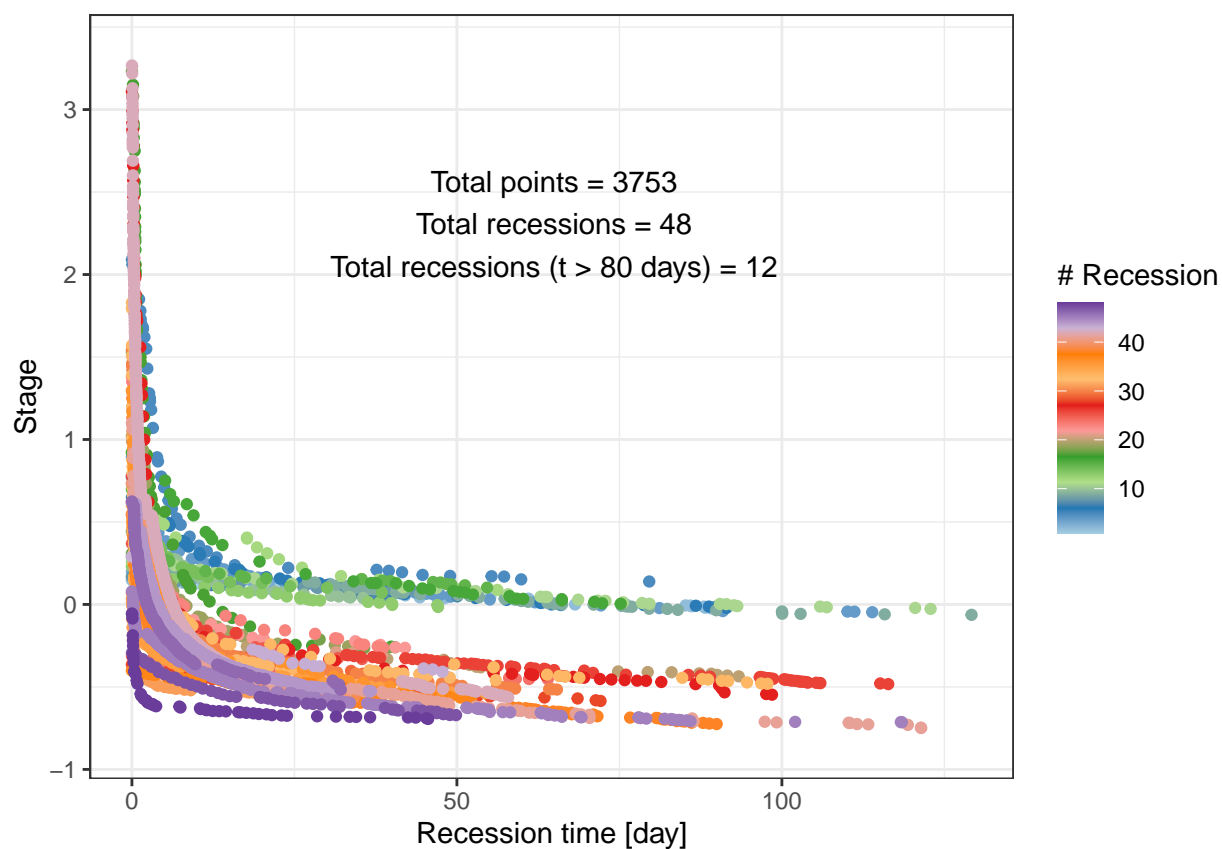 Total points = 3753
Total recessions = 48
Total recessions (t > 80 days) = 12
3
2
1
0
−1
Stage
0
50
100
Recession time [day]
# Recession
40
30
20
10